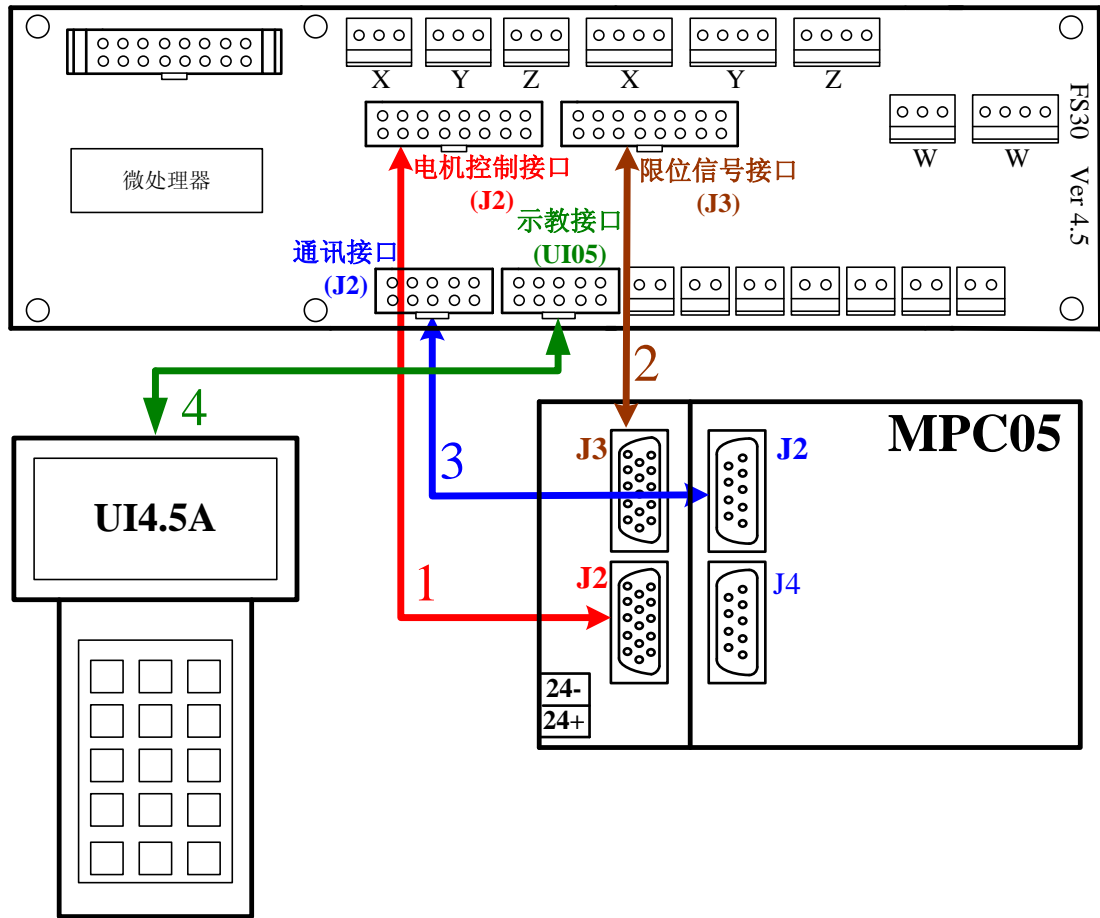 X Y Z X Y Z
W W
FS30 Ver 4.5
微处理器
电机控制接口
(J2)
限位信号接口
(J3)
示教接口
(UI05)
通讯接口
(J2)
2
4
3
1
UI4.5A
MPC05
J3
J2
J2
J4
24-
24+